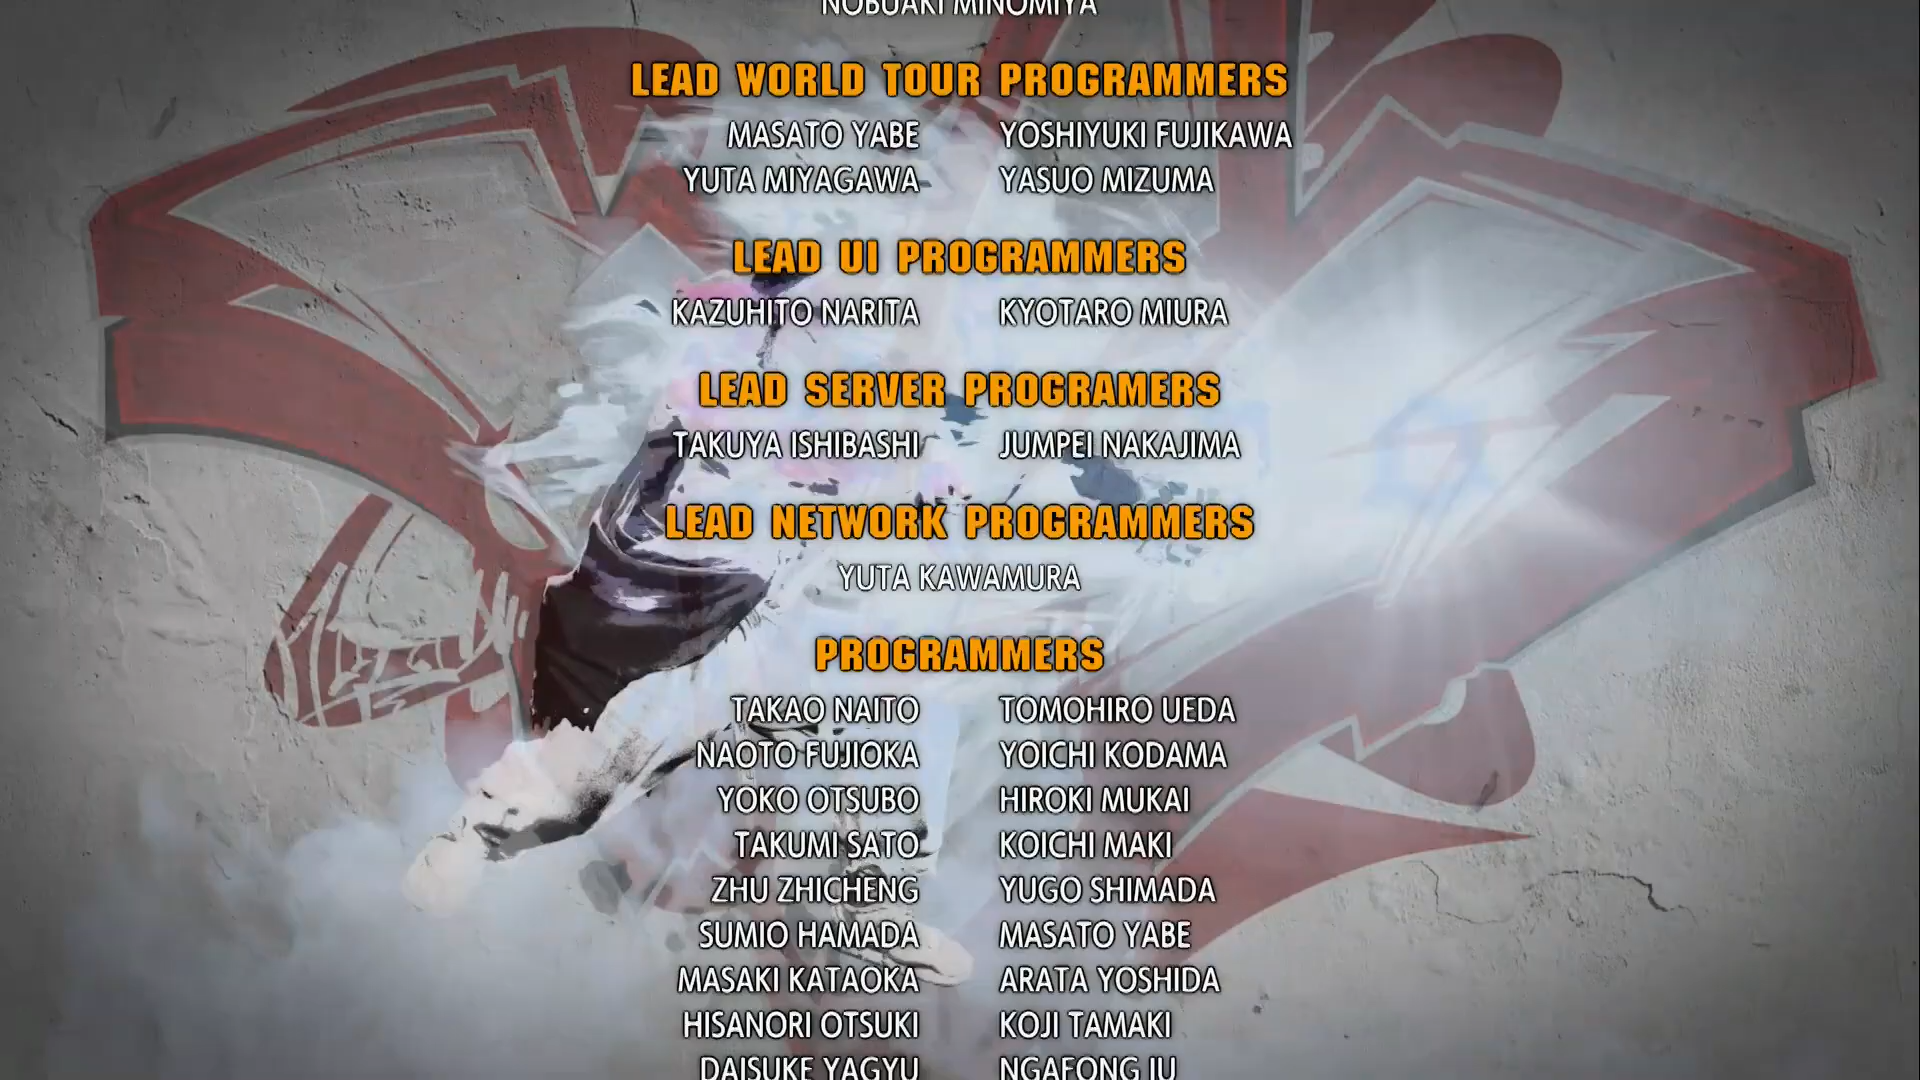 NOBUAKI MINOMIYA
LEAD WORLD TOUR PROGRAMMERS
MASATO YABE YOSHIYUKI FUJIKAWA
YUTA MIYAGAWA YASUO MIZUMA
LEAD UI PROGRAMMERS
KAZUHITO NARITA KYOTARO MIURA
LEAD SERVER PROGRAMERS
TAKUYA ISHIBASHI JUMPEI NAKAJIMA
LEAD NETWORK PROGRAMMERS
YUTA KAWAMURA
PROGRAMMERS
TAKAO NAITO TOMOHIRO UEDA
NAOTO FUJIOKA YOICHI KODAMA
YOKO OTSUBO HIROKI MUKAI
TAKUMI SATO KOICHI MAKI
ZHU ZHICHENG YUGO SHIMADA
SUMIO HAMADA MASATO YABE
MASAKI KATAOKA ARATA YOSHIDA
HISANORI OTSUKI KOJI TAMAKI
DAISUKE YAGYU NGAFONG IU